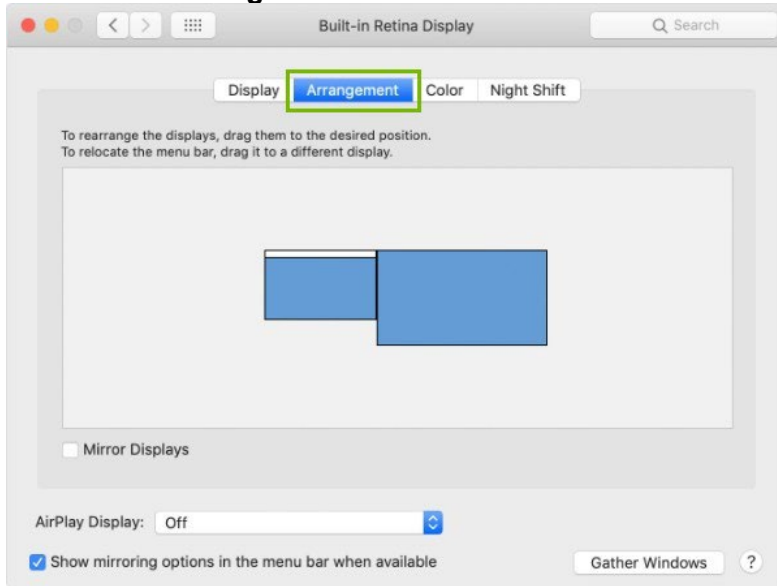 Built-in Retina Display
Search
Display Arrangement Color Night Shift
To rearrange the displays, drag them to the desired position.
To relocate the menu bar, drag it to a different display.
Mirror Displays
AirPlay Display: Off
Show mirroring options in the menu bar when available
Gather Windows ?